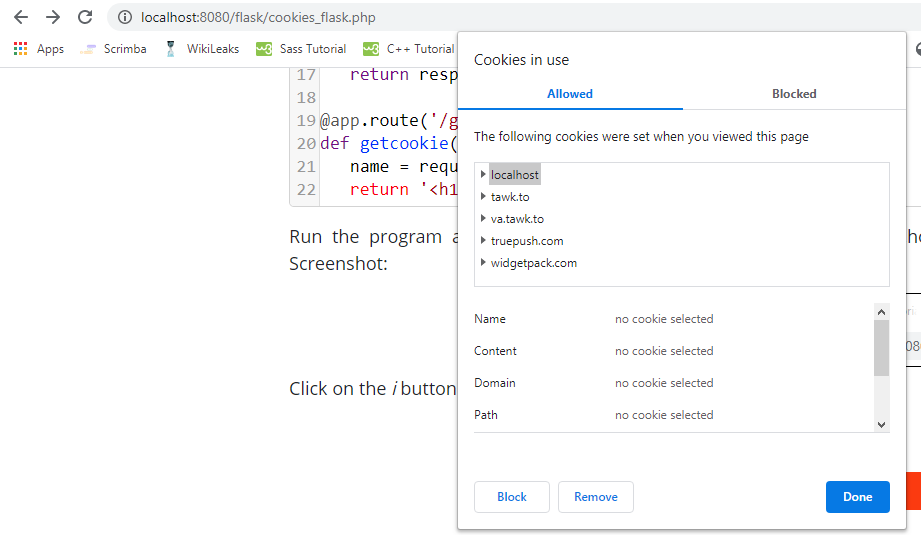 localhost:8080/flask/cookies_flask.php
Apps Scrimba WikiLeaks Sass Tutorial C++ Tutorial
Cookies in use
Allowed Blocked
The following cookies were set when you viewed this page
localhost
tawk.to
va.tawk.to
truepush.com
widgetpack.com
Name no cookie selected
Content no cookie selected
Domain no cookie selected
Path no cookie selected
Block Remove Done
17 return resp
18
19 @app.route('/g
20 def getcookie(
21 name = requ
22 return '<h1
Run the program a
Screenshot:
Click on the i button